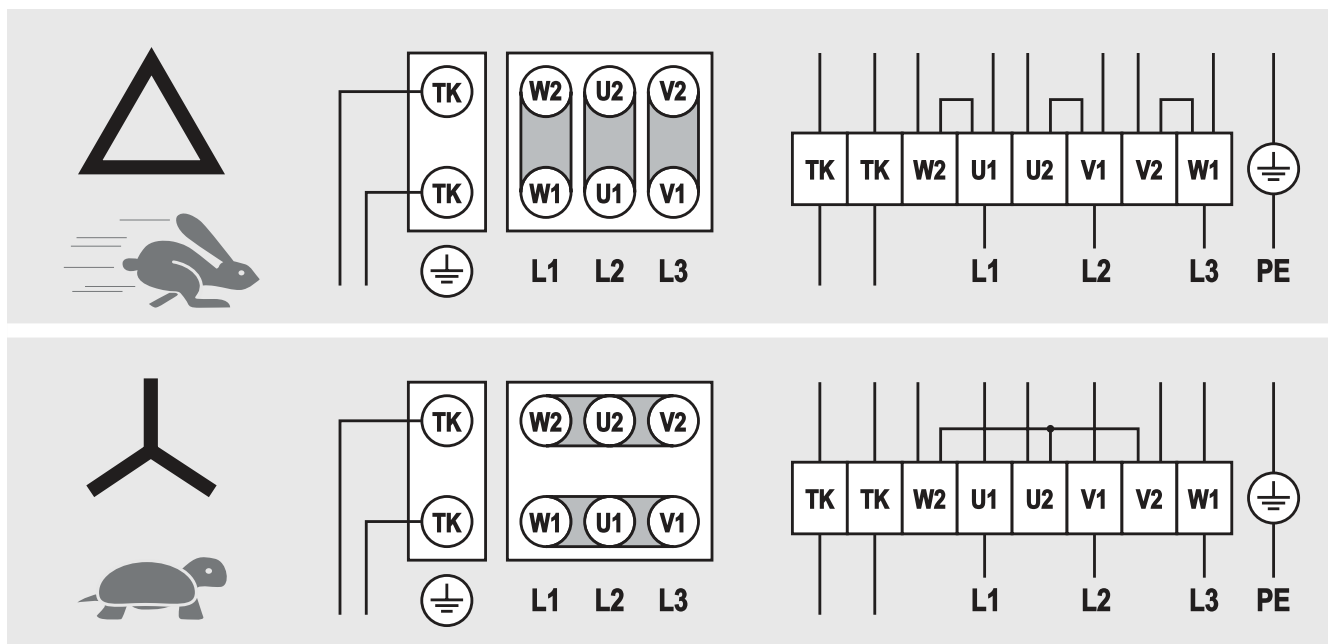 TK W2 U2 V2
TK W1 U1 V1
L1 L2 L3
TK TK W2 U1 U2 V1 V2 W1
L1 L2 L3 PE
TK W2 U2 V2
TK W1 U1 V1
L1 L2 L3
TK TK W2 U1 U2 V1 V2 W1
L1 L2 L3 PE